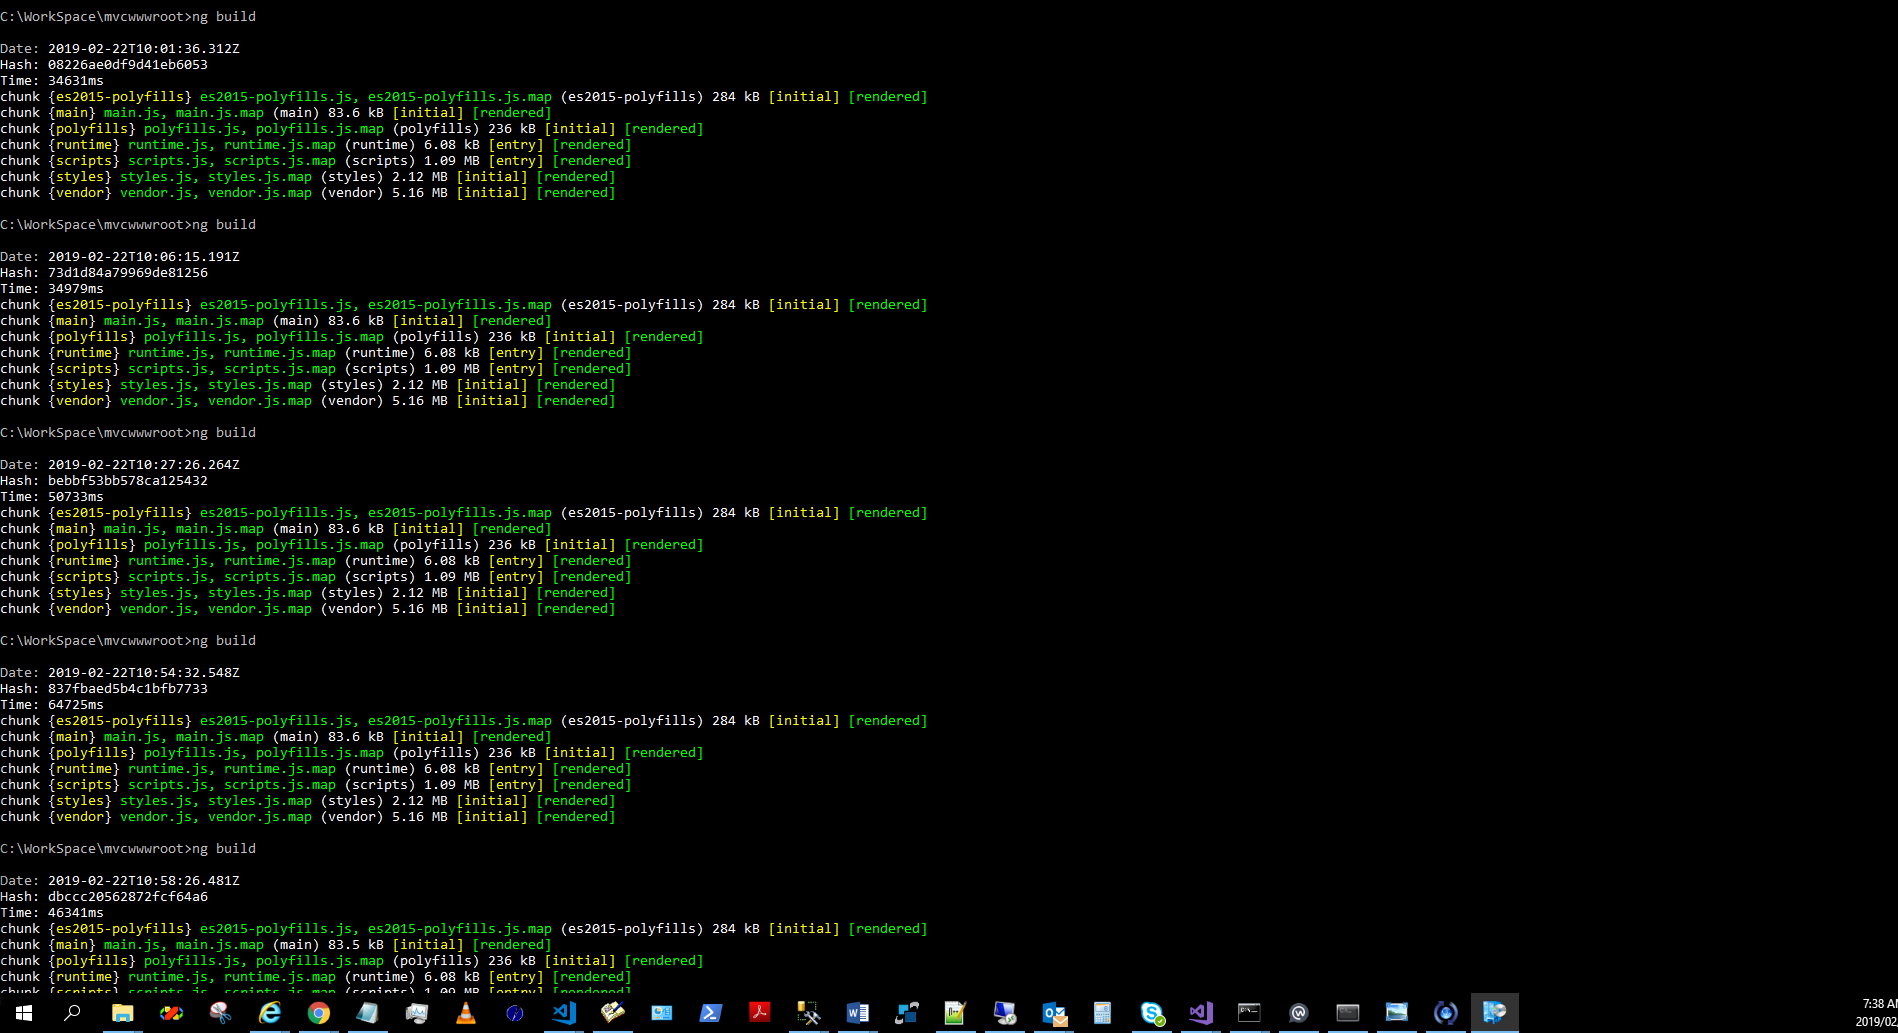 C:\WorkSpace\mvcwwwroot>ng build
Date: 2019-02-22T10:01:36.312Z
Hash: 08226ae0df9d41eb6053
Time: 34631ms
chunk {es2015-polyfills} es2015-polyfills.js, es2015-polyfills.js.map (es2015-polyfills) 284 kB [initial] [rendered]
chunk {main} main.js, main.js.map (main) 83.6 kB [initial] [rendered]
chunk {polyfills} polyfills.js, polyfills.js.map (polyfills) 236 kB [initial] [rendered]
chunk {runtime} runtime.js, runtime.js.map (runtime) 6.08 kB [entry] [rendered]
chunk {scripts} scripts.js, scripts.js.map (scripts) 1.09 MB [entry] [rendered]
chunk {styles} styles.js, styles.js.map (styles) 2.12 MB [initial] [rendered]
chunk {vendor} vendor.js, vendor.js.map (vendor) 5.16 MB [initial] [rendered]
C:\WorkSpace\mvcwwwroot>ng build
Date: 2019-02-22T10:06:15.191Z
Hash: 73d1d84a79969de81256
Time: 34979ms
chunk {es2015-polyfills} es2015-polyfills.js, es2015-polyfills.js.map (es2015-polyfills) 284 kB [initial] [rendered]
chunk {main} main.js, main.js.map (main) 83.6 kB [initial] [rendered]
chunk {polyfills} polyfills.js, polyfills.js.map (polyfills) 236 kB [initial] [rendered]
chunk {runtime} runtime.js, runtime.js.map (runtime) 6.08 kB [entry] [rendered]
chunk {scripts} scripts.js, scripts.js.map (scripts) 1.09 MB [entry] [rendered]
chunk {styles} styles.js, styles.js.map (styles) 2.12 MB [initial] [rendered]
chunk {vendor} vendor.js, vendor.js.map (vendor) 5.16 MB [initial] [rendered]
C:\WorkSpace\mvcwwwroot>ng build
Date: 2019-02-22T10:27:26.264Z
Hash: bebbf53bb578ca125432
Time: 50733ms
chunk {es2015-polyfills} es2015-polyfills.js, es2015-polyfills.js.map (es2015-polyfills) 284 kB [initial] [rendered]
chunk {main} main.js, main.js.map (main) 83.6 kB [initial] [rendered]
chunk {polyfills} polyfills.js, polyfills.js.map (polyfills) 236 kB [initial] [rendered]
chunk {runtime} runtime.js, runtime.js.map (runtime) 6.08 kB [entry] [rendered]
chunk {scripts} scripts.js, scripts.js.map (scripts) 1.09 MB [entry] [rendered]
chunk {styles} styles.js, styles.js.map (styles) 2.12 MB [initial] [rendered]
chunk {vendor} vendor.js, vendor.js.map (vendor) 5.16 MB [initial] [rendered]
C:\WorkSpace\mvcwwwroot>ng build
Date: 2019-02-22T10:54:32.548Z
Hash: 837fbaed5b4c1bfb7733
Time: 64725ms
chunk {es2015-polyfills} es2015-polyfills.js, es2015-polyfills.js.map (es2015-polyfills) 284 kB [initial] [rendered]
chunk {main} main.js, main.js.map (main) 83.6 kB [initial] [rendered]
chunk {polyfills} polyfills.js, polyfills.js.map (polyfills) 236 kB [initial] [rendered]
chunk {runtime} runtime.js, runtime.js.map (runtime) 6.08 kB [entry] [rendered]
chunk {scripts} scripts.js, scripts.js.map (scripts) 1.09 MB [entry] [rendered]
chunk {styles} styles.js, styles.js.map (styles) 2.12 MB [initial] [rendered]
chunk {vendor} vendor.js, vendor.js.map (vendor) 5.16 MB [initial] [rendered]
C:\WorkSpace\mvcwwwroot>ng build
Date: 2019-02-22T10:58:26.481Z
Hash: dbccc20562872fcf64a6
Time: 46341ms
chunk {es2015-polyfills} es2015-polyfills.js, es2015-polyfills.js.map (es2015-polyfills) 284 kB [initial] [rendered]
chunk {main} main.js, main.js.map (main) 83.5 kB [initial] [rendered]
chunk {polyfills} polyfills.js, polyfills.js.map (polyfills) 236 kB [initial] [rendered]
chunk {runtime} runtime.js, runtime.js.map (runtime) 6.08 kB [entry] [rendered]
chunk {scripts} scripts.js, scripts.js.map (scripts) 1.09 MB [entry] [rendered]
7:38 AM
2019/02